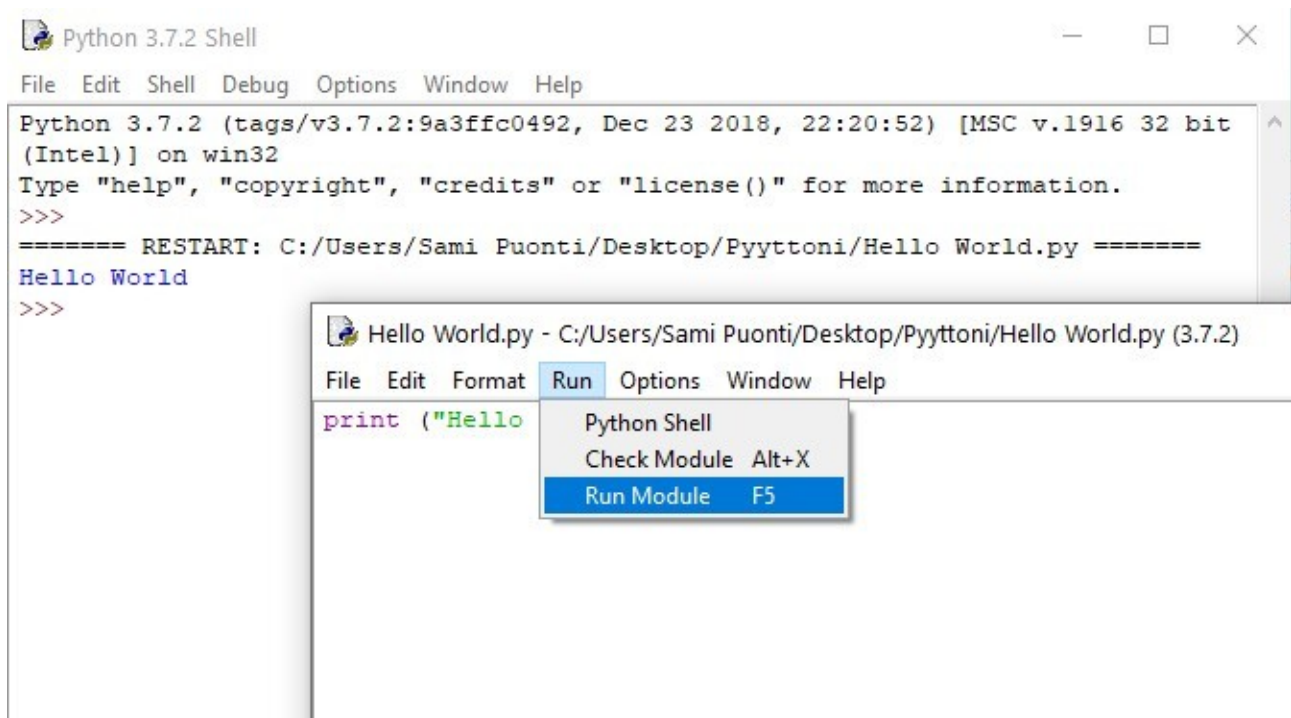 Python 3.7.2 Shell
File Edit Shell Debug Options Window Help
Python 3.7.2 (tags/v3.7.2:9a3ffc0492, Dec 23 2018, 22:20:52) [MSC v.1916 32 bit
(Intel)] on win32
Type "help", "copyright", "credits" or "license()" for more information.
>>>
======= RESTART: C:/Users/Sami Puonti/Desktop/Pyyttoni/Hello World.py =======
Hello World
>>>
Hello World.py - C:/Users/Sami Puonti/Desktop/Pyyttoni/Hello World.py (3.7.2)
File Edit Format Run Options Window Help
print ("Hello
Python Shell
Check Module Alt+X
Run Module F5